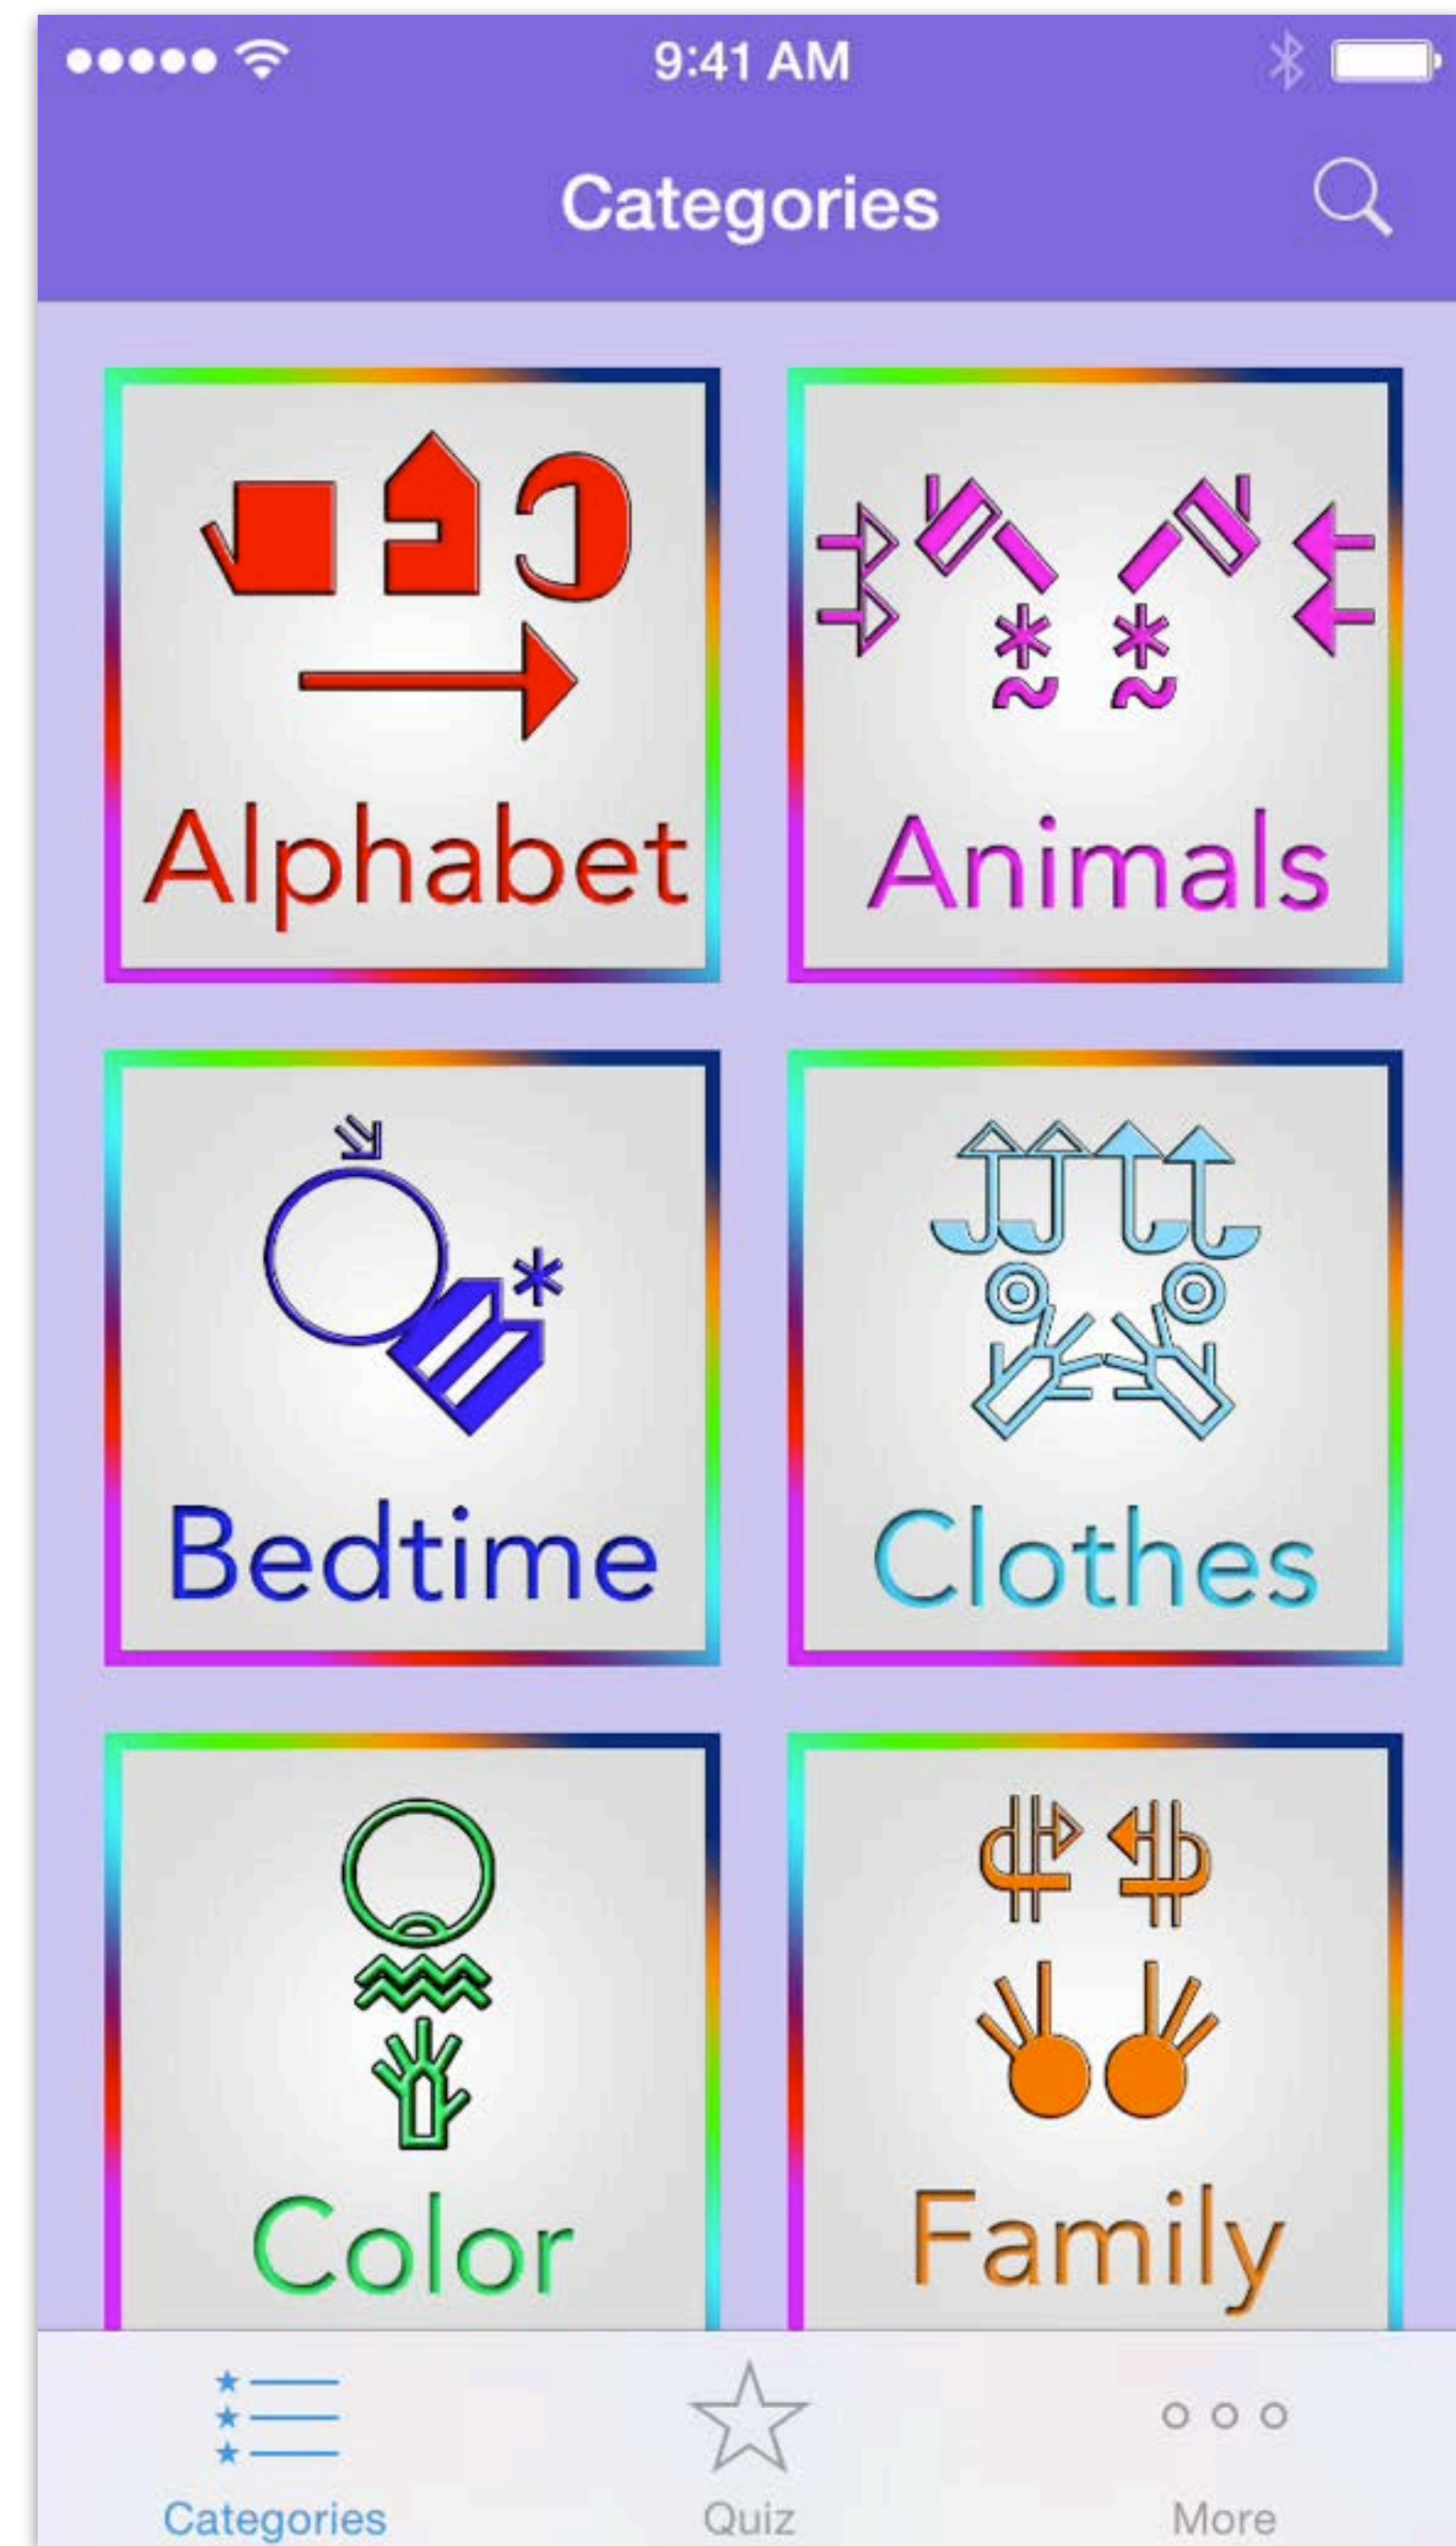 9:41 AM
Categories
Alphabet
Animals
Bedtime
Clothes
Color
Family
Categories
Quiz
More